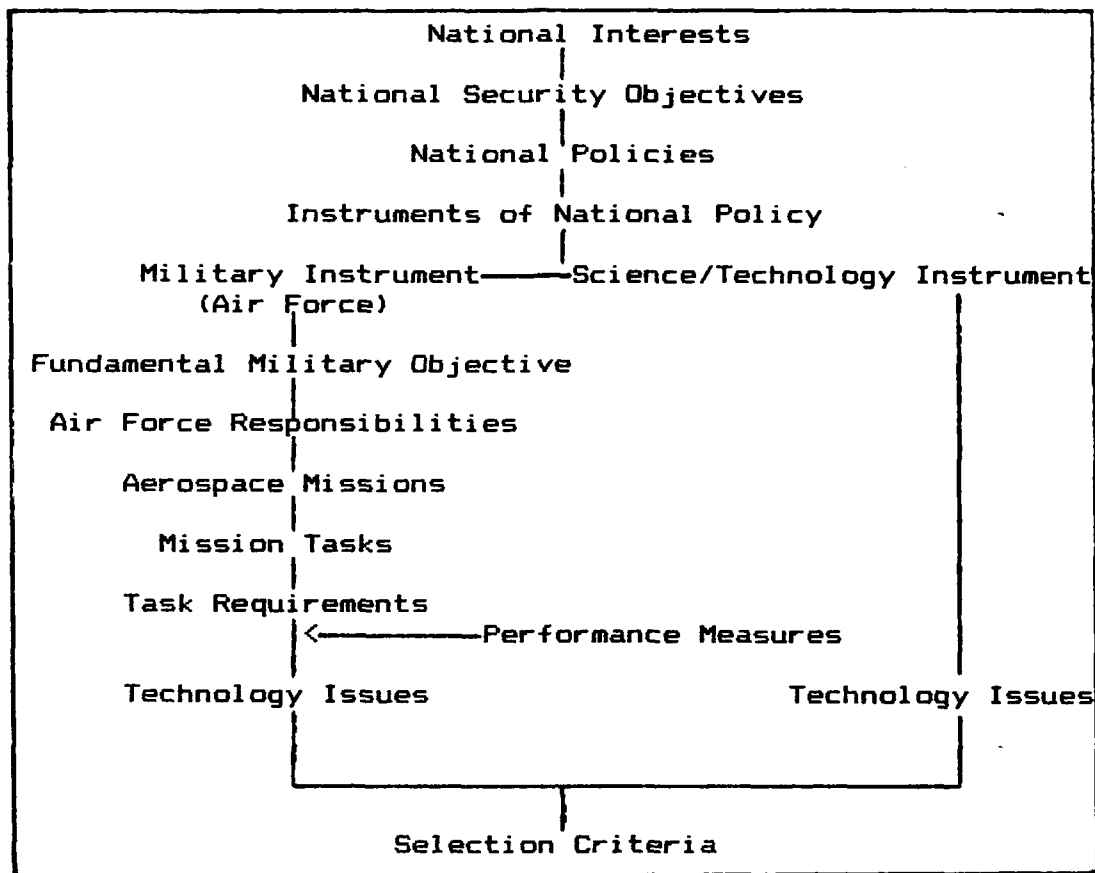 National Interests
National Security Objectives
National Policies
Instruments of National Policy
Military Instrument
Science/Technology Instrument
(Air Force)
Fundamental Military Objective
Air Force Responsibilities
Aerospace Missions
Mission Tasks
Task Requirements
Performance Measures
Technology Issues
Technology Issues
Selection Criteria